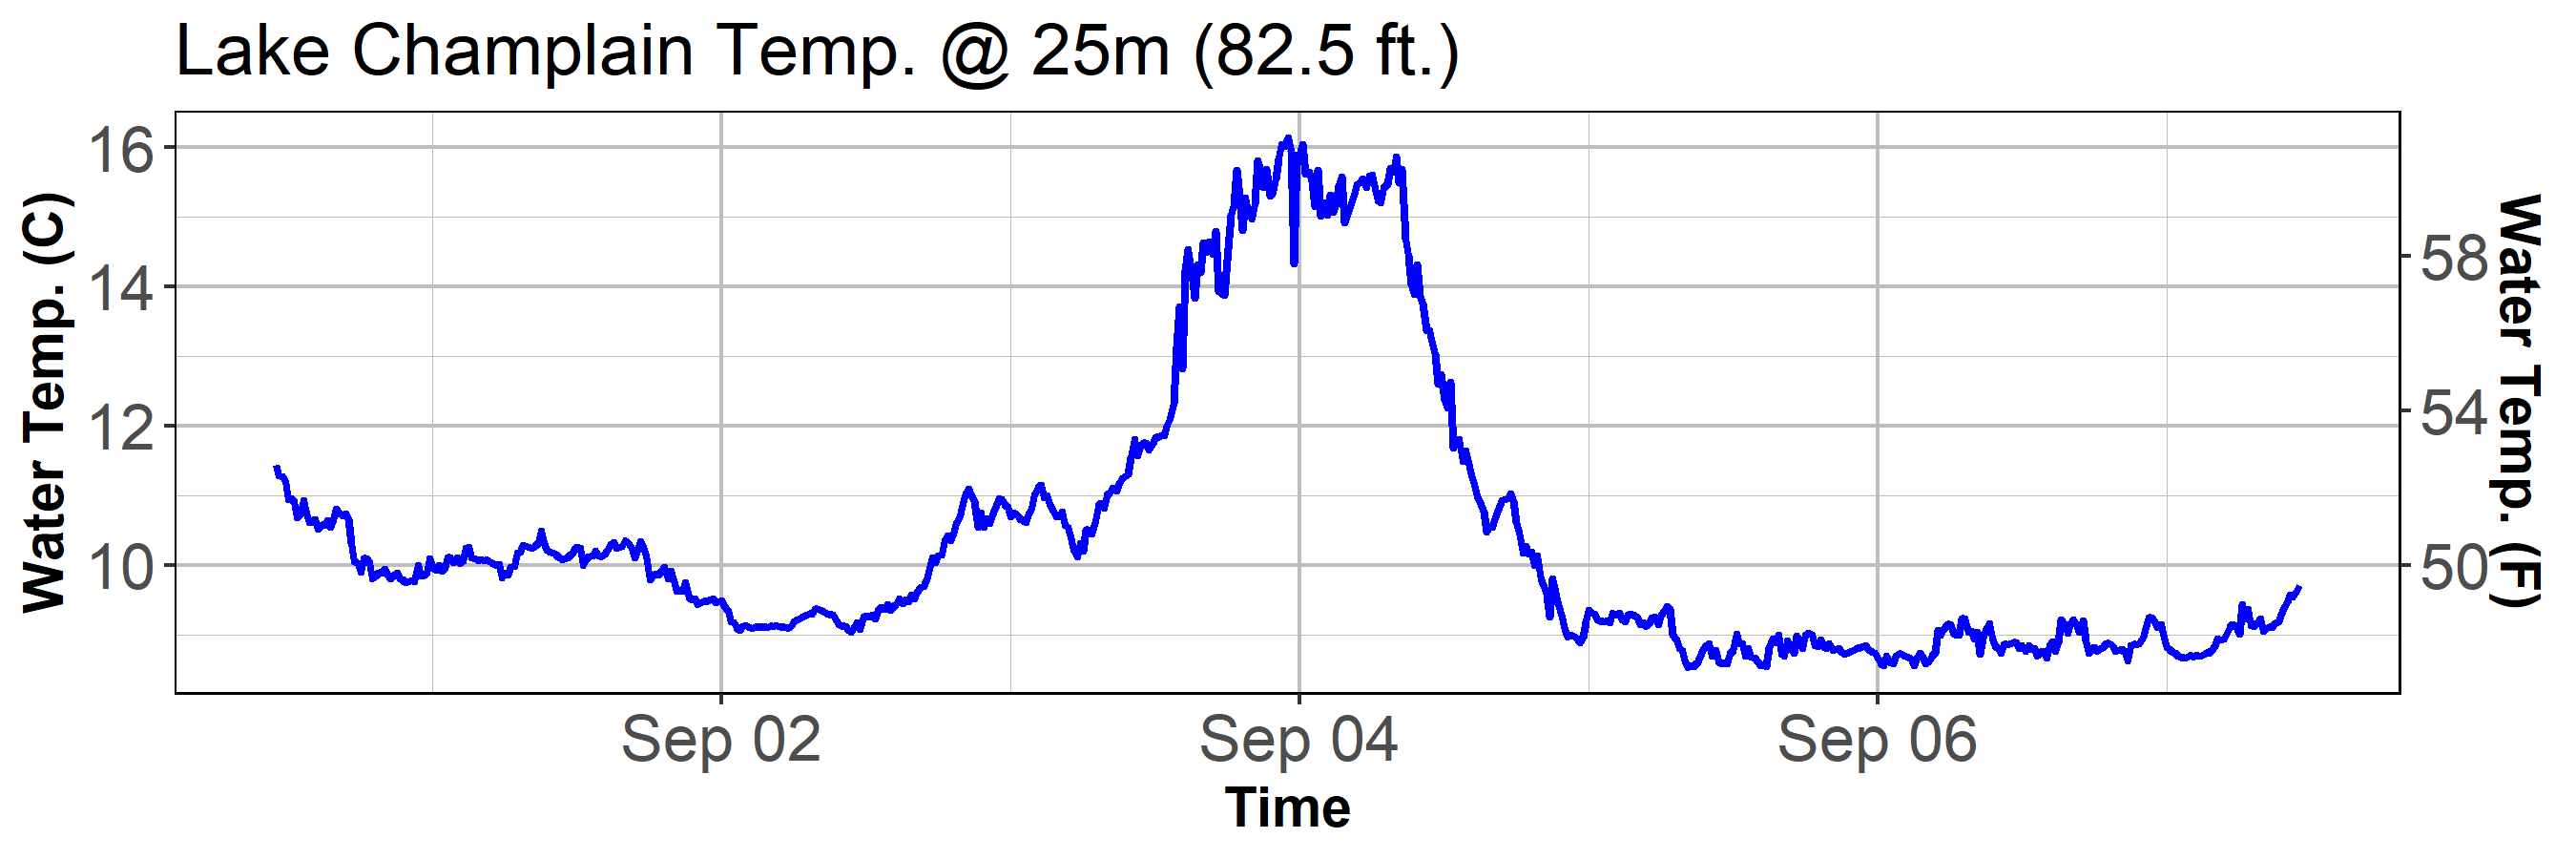 Lake Champlain Temp. @ 25m (82.5 ft.)
Water Temp. (C)
16
14
12
10
58
54
50
Water Temp. (F)
Sep 02 Sep 04 Sep 06
Time